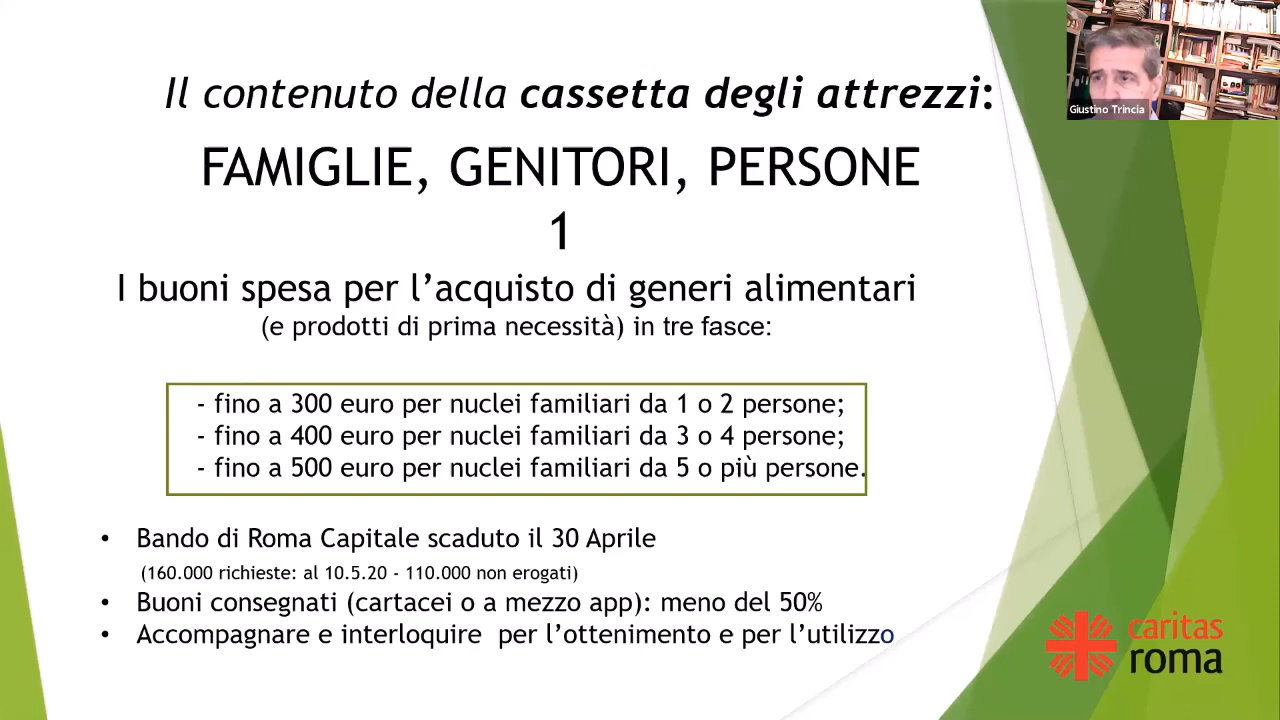 Il contenuto della cassetta degli attrezzi:
FAMIGLIE, GENITORI, PERSONE
1
I buoni spesa per l’acquisto di generi alimentari
(e prodotti di prima necessità) in tre fasce:
- fino a 300 euro per nuclei familiari da 1 o 2 persone;
- fino a 400 euro per nuclei familiari da 3 o 4 persone;
- fino a 500 euro per nuclei familiari da 5 o più persone.
• Bando di Roma Capitale scaduto il 30 Aprile
(160.000 richieste: al 10.5.20 - 110.000 non erogati)
• Buoni consegnati (cartacei o a mezzo app): meno del 50%
• Accompagnare e interloquire  per l’ottenimento e per l’utilizzo
Giustino Trincia
caritas
roma